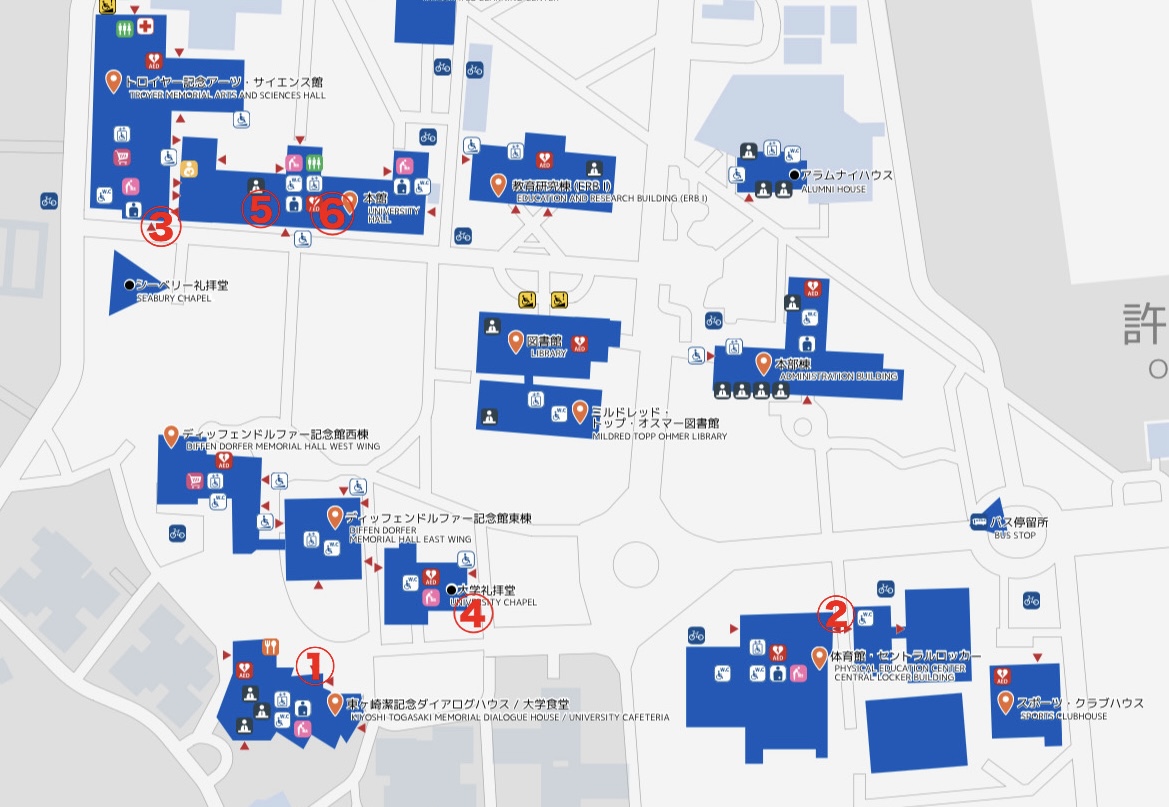 トロイヤー記念アーツ・サイエンス館
TROYER MEMORIAL ARTS AND SCIENCES HALL
教育研究棟 (ERB I)
EDUCATION AND RESEARCH BUILDING (ERB I)
アラムナイハウス
ALUMNI HOUSE
本館
UNIVERSITY
HALL
③
⑤
⑥
シーベリー礼拝堂
SEABURY CHAPEL
図書館
LIBRARY
本部棟
ADMINISTRATION BUILDING
許
O
ミルドレッド・
トップ・オスマー図書館
MILDRED TOPP OHMER LIBRARY
ディッフェンドルファー記念館西棟
DIFFEN DORFER MEMORIAL HALL WEST WING
ディッフェンドルファー記念館東棟
DIFFEN DORFER
MEMORIAL HALL EAST WING
バス停留所
BUS STOP
大学礼拝堂
UNIVERSITY CHAPEL
④
②
体育館・セントラルロッカー
PHYSICAL EDUCATION CENTER
CENTRAL LOCKER BUILDING
①
東ヶ崎潔記念ダイアログハウス / 大学食堂
KIYOSHI TOGASAKI MEMORIAL DIALOGUE HOUSE / UNIVERSITY CAFETERIA
スポーツ・クラブハウス
SPORTS CLUBHOUSE
AED
AED
AED
AED
AED
AED
AED
AED
AED
AED
AED
W.C
W.C
W.C
W.C
W.C
W.C
W.C
W.C
W.C
W.C
W.C
W.C
W.C
W.C